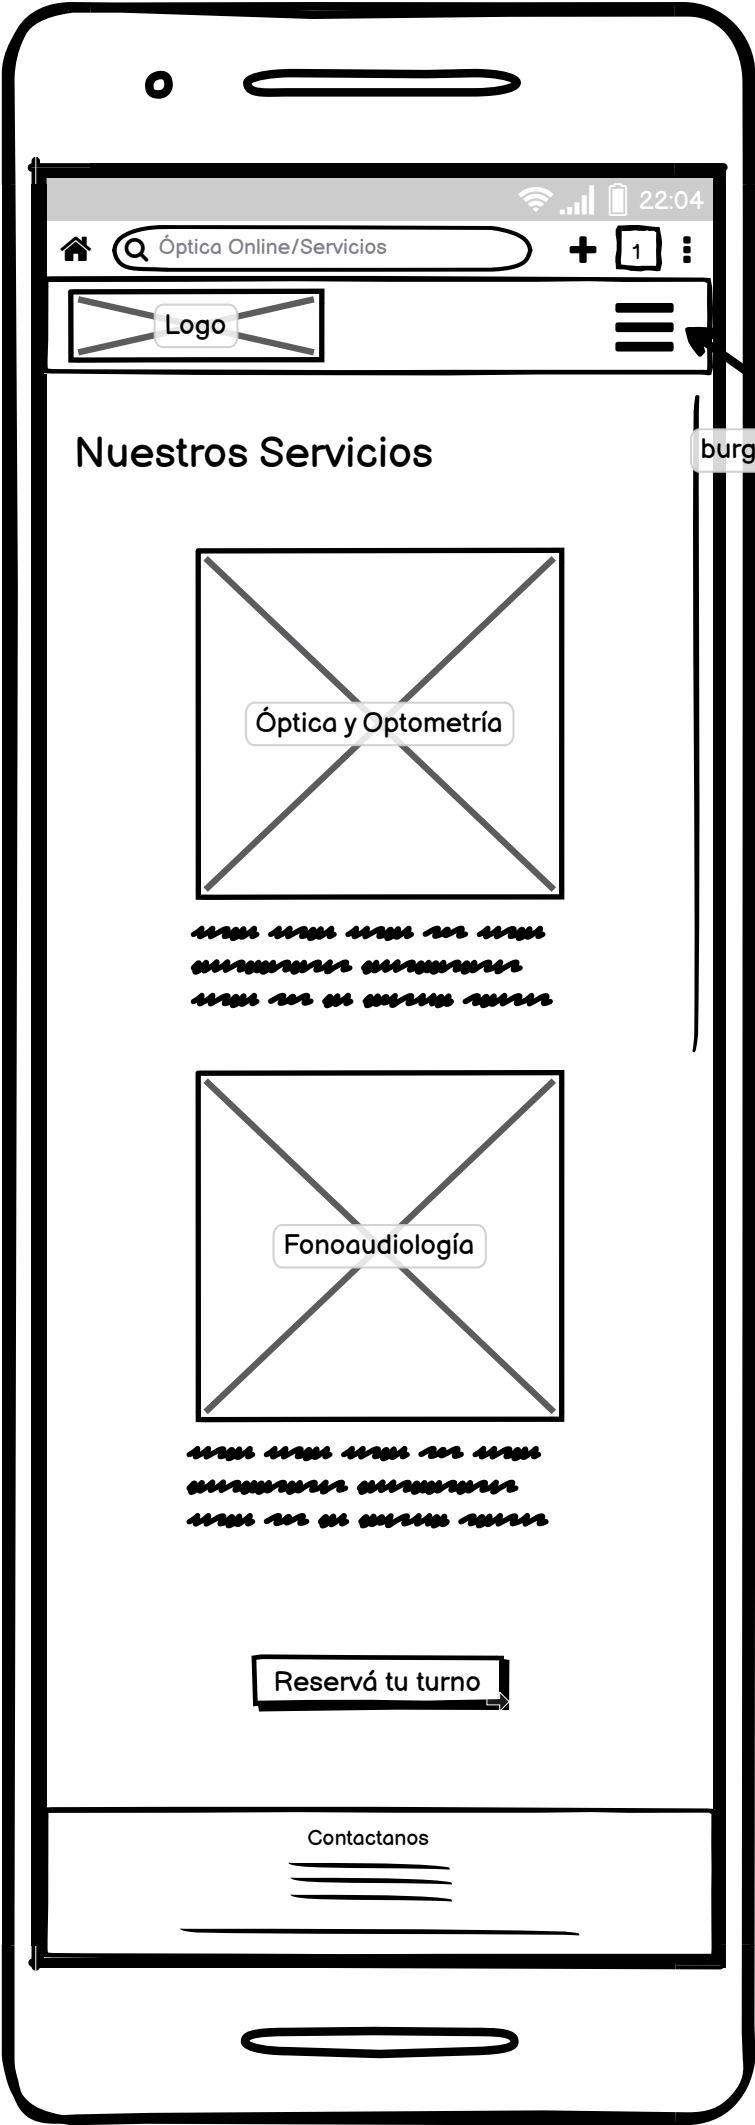 22:04
Óptica Online/Servicios
1
Logo
burg
Nuestros Servicios
Óptica y Optometría
Fonoaudiología
Reservá tu turno
Contactanos